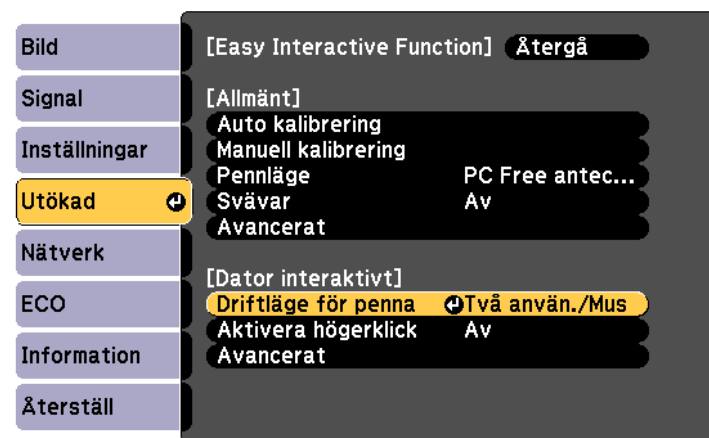 Bild
Signal
Inställningar
Utökad
Nätverk
ECO
Information
Återställ
[Easy Interactive Function] Återgå
[Allmänt]
Auto kalibrering
Manuell kalibrering
Pennläge PC Free antec...
Svävar Av
Avancerat
[Dator interaktivt]
Driftläge för penna Två använ./Mus
Aktivera högerklick Av
Avancerat